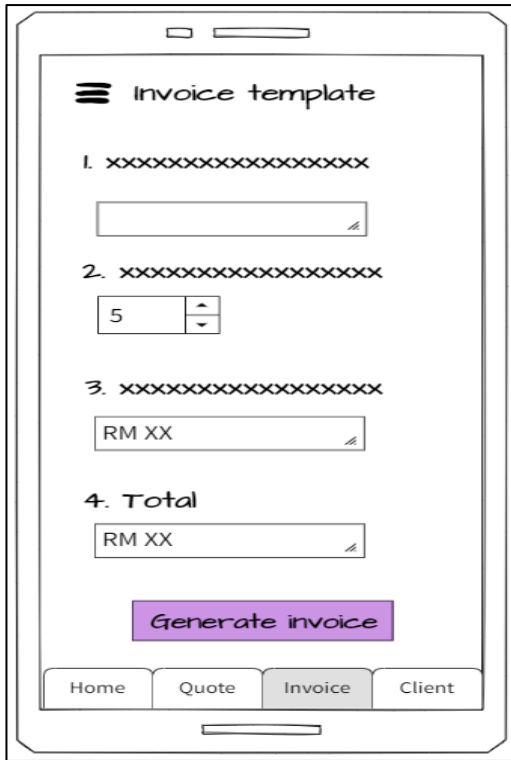 Invoice template
1. xxxxxxxxxxxxxxxxx
2. xxxxxxxxxxxxxxxxx
5
3. xxxxxxxxxxxxxxxxx
RM XX
4. Total
RM XX
Generate invoice
Home Quote Invoice Client